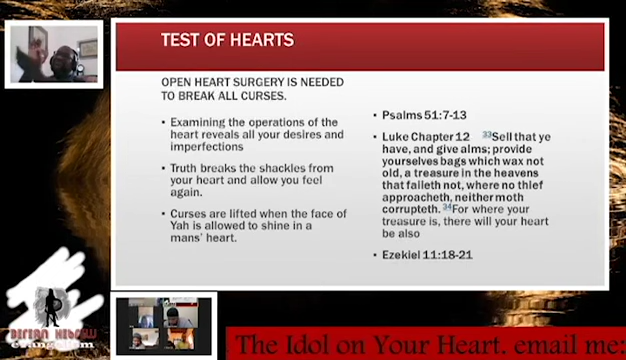 TEST OF HEARTS
OPEN HEART SURGERY IS NEEDED
TO BREAK ALL CURSES.
• Examining the operations of the
heart reveals all your desires and
imperfections
• Truth breaks the shackles from
your heart and allow you feel
again.
• Curses are lifted when the face of
Yah is allowed to shine in a
mans' heart.
• Psalms 51:7-13
• Luke Chapter 12 33Sell that ye
have, and give alms; provide
yourselves bags which wax not
old, a treasure in the heavens
that faileth not, where no thief
approacheth, neither moth
corrupteth. 34For where your
treasure is, there will your heart
be also
• Ezekiel 11:18-21
The Idol on Your Heart. email me: